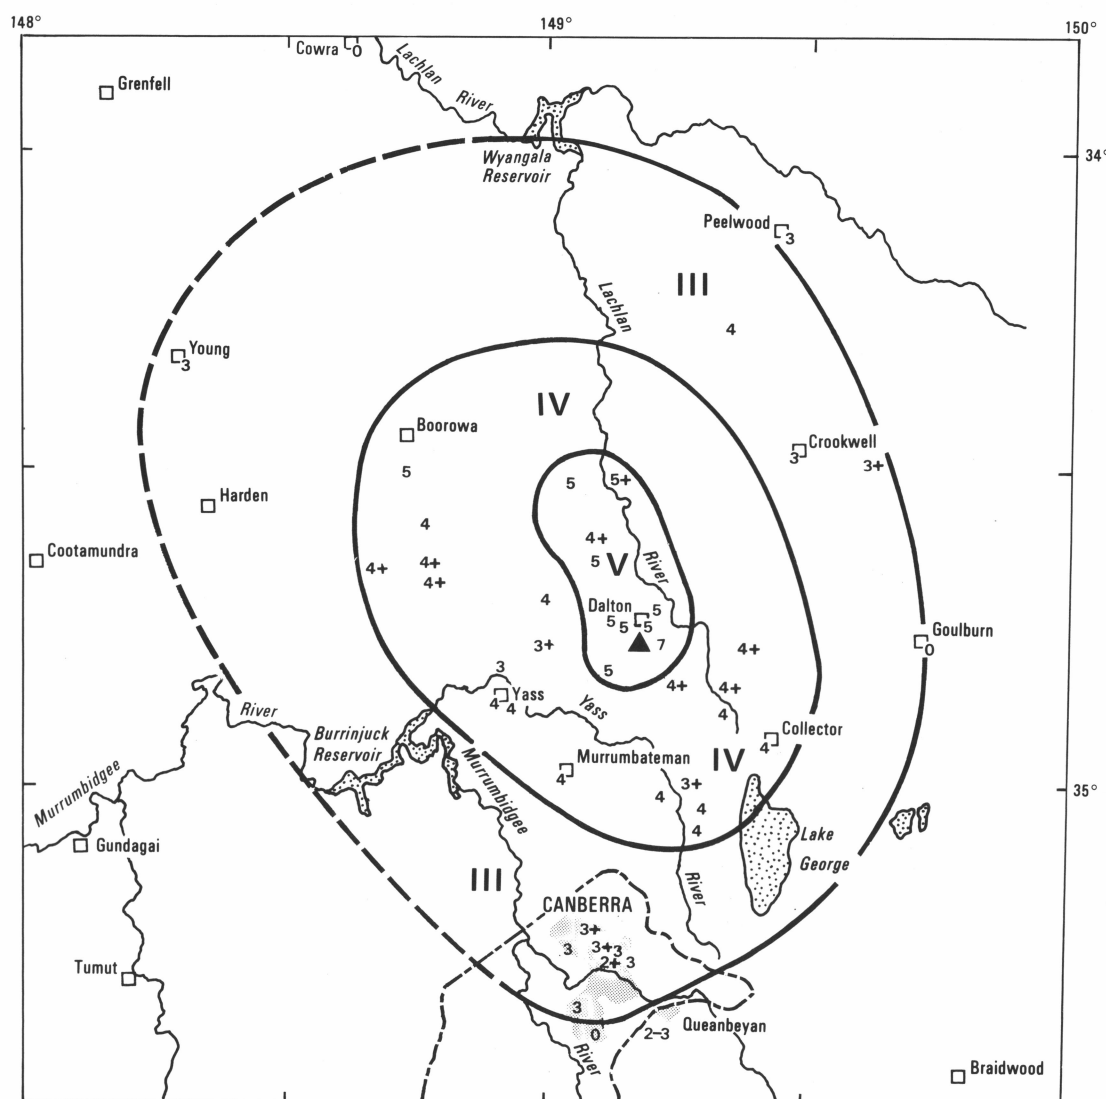 148°
149°
150°
Cowra
0
Lachlan
River
Grenfell
34°
Wyangala
Reservoir
Peelwood
3
III
Lachlan
4
Young
3
IV
Boorowa
Crookwell
3
3+
5
5
5+
Harden
4
4+
Cootamundra
4+
4+
5
V
River
4+
4
Dalton
5
5
5
5
Goulburn
0
3+
7
4+
3
5
4+
4+
Yass
4
4
Yass
4
River
Burrinjuck
Reservoir
Collector
4
Murrumbidgee
Murrumbateman
4
IV
Murrumbidgee
3+
35°
4
4
4
Lake
George
Gundagai
III
River
CANBERRA
3+
3
3+
3
2+
3
Tumut
3
0
2–3
Queanbeyan
River
Braidwood